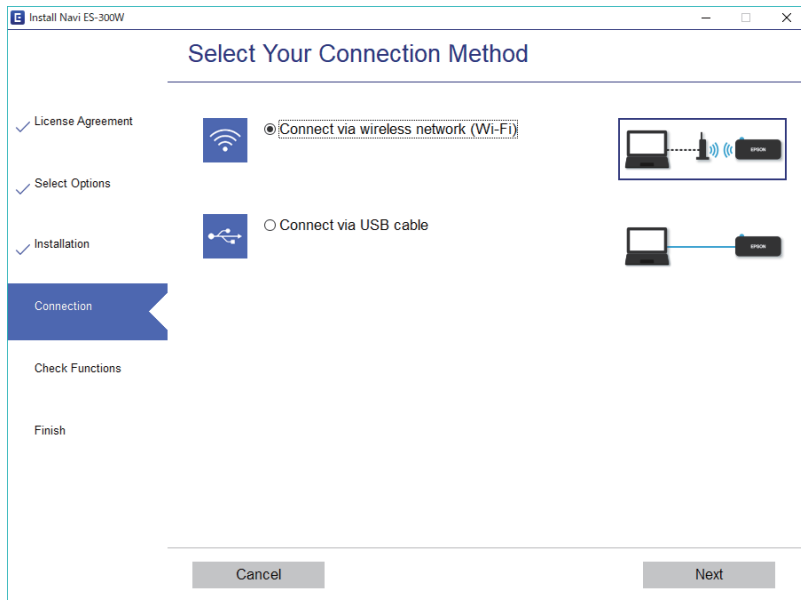 Install Navi ES-300W
Select Your Connection Method
License Agreement
Select Options
Installation
Connection
Check Functions
Finish
Connect via wireless network (Wi-Fi)
EPSON
Connect via USB cable
EPSON
Cancel
Next